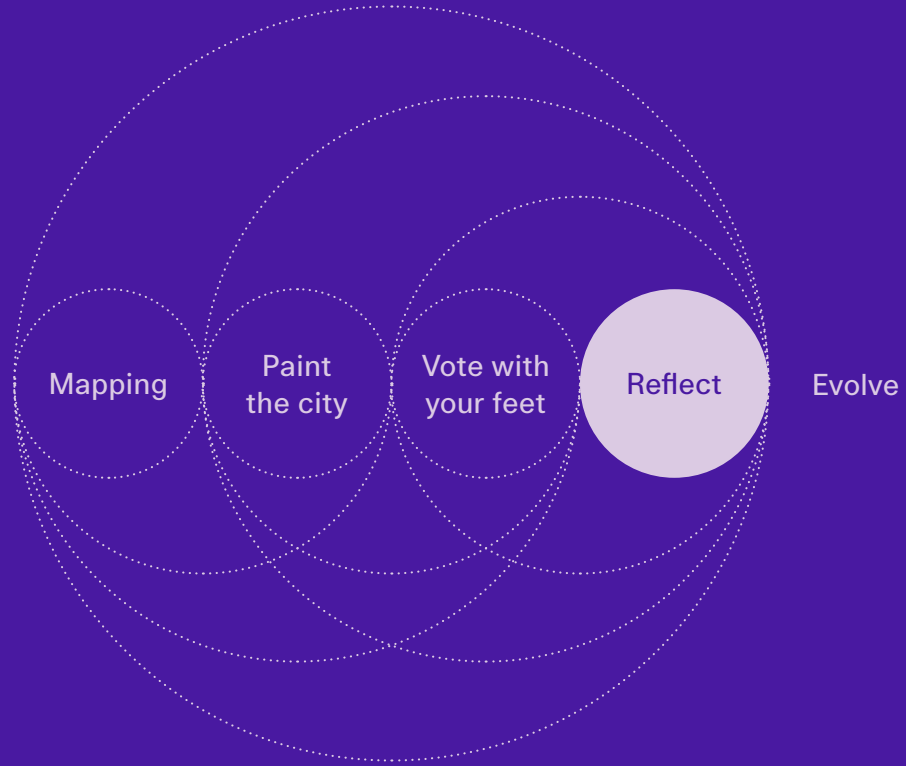 Mapping
Paint
the city
Vote with
your feet
Reflect
Evolve